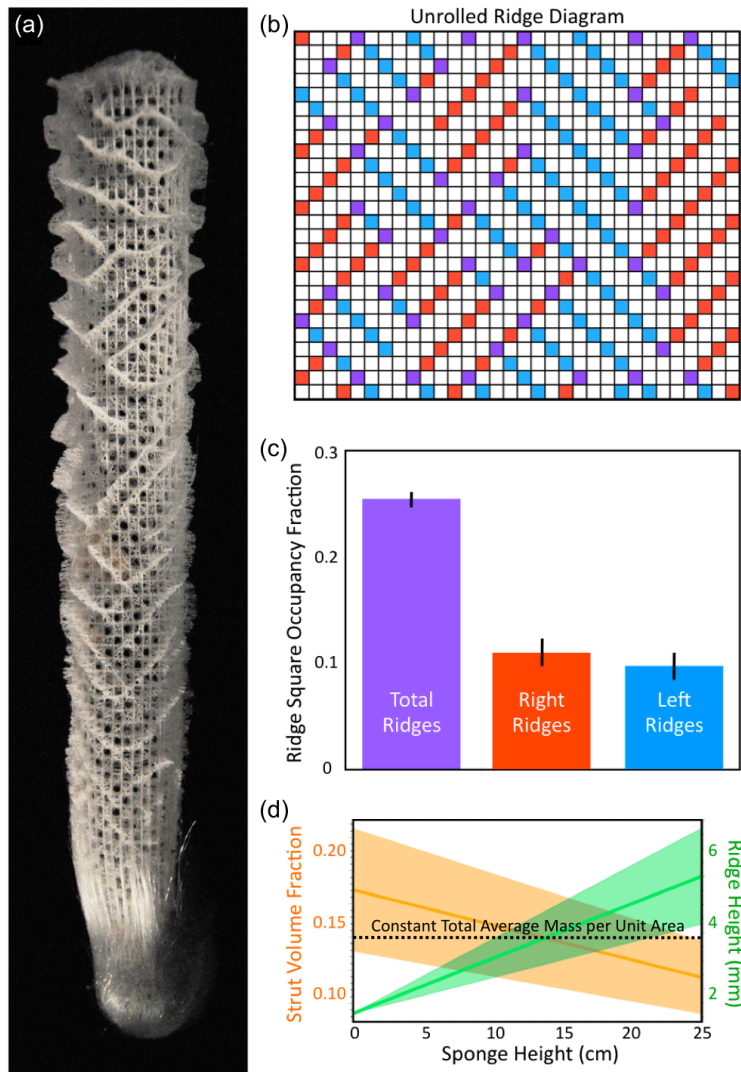 (a)
(b)
Unrolled Ridge Diagram
(c)
Ridge Square Occupancy Fraction
0.3
0.2
0.1
0
Total
Ridges
Right
Ridges
Left
Ridges
(d)
Strut Volume Fraction
0.20
0.15
0.10
Constant Total Average Mass per Unit Area
6
4
2
Ridge Height (mm)
0 5 10 15 20 25
Sponge Height (cm)